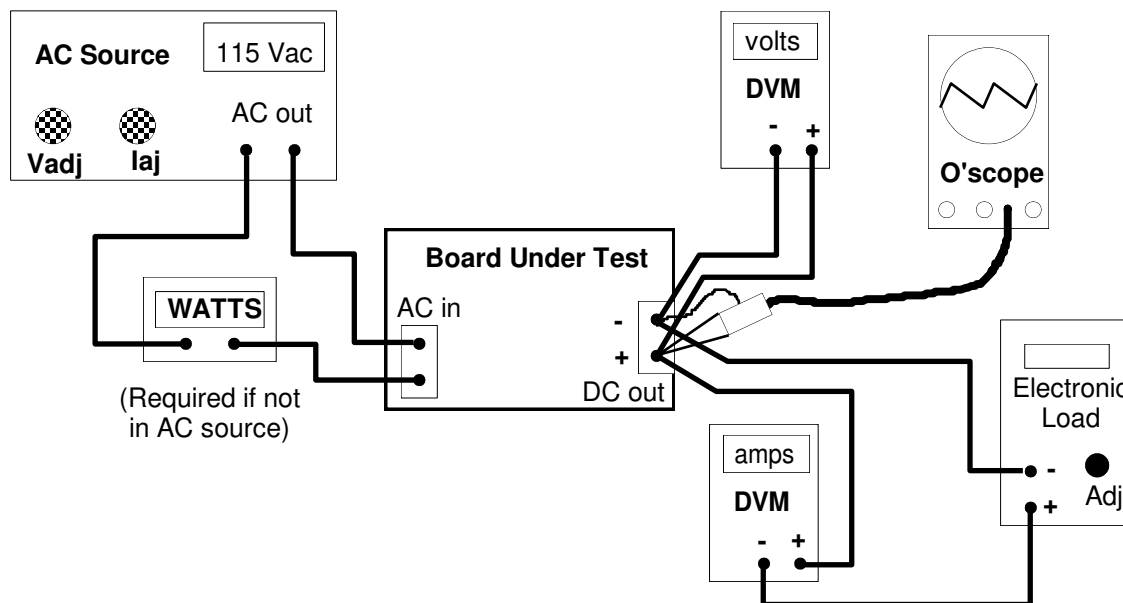 AC Source
115 Vac
AC out
Vadj
Iaj
WATTS
(Required if not
in AC source)
Board Under Test
AC in
-
+
DC out
volts
DVM
- +
O'scope
amps
DVM
- +
Electronic
Load
-
+
Adj